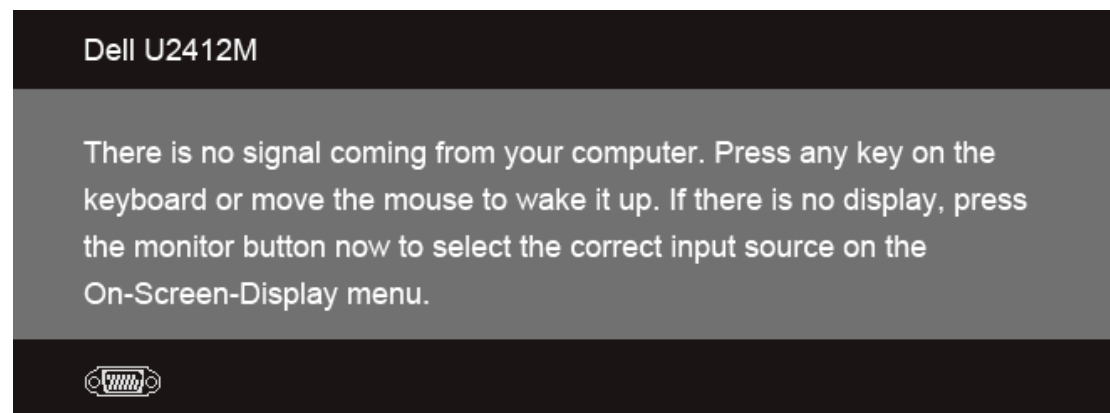 Dell U2412M
There is no signal coming from your computer. Press any key on the
keyboard or move the mouse to wake it up. If there is no display, press
the monitor button now to select the correct input source on the
On-Screen-Display menu.